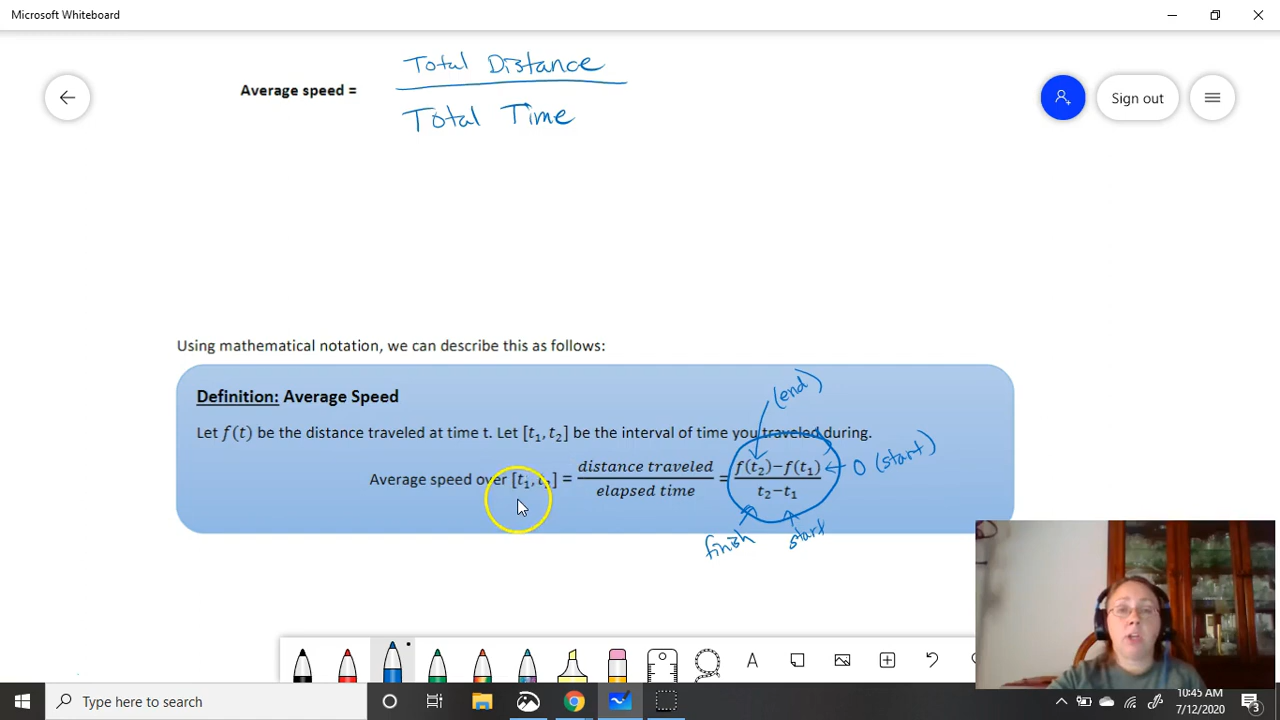 Microsoft Whiteboard
Total Distance
Average speed =
Total Time
Sign out
Using mathematical notation, we can describe this as follows:
(end)
Definition: Average Speed
Let f(t) be the distance traveled at time t. Let [t₁, t₂] be the interval of time you traveled during.
Average speed over [t₁, t₂] = distance traveled / elapsed time = f(t₂)−f(t₁) / t₂−t₁
0 (start)
finish
start
A
Type here to search
10:45 AM
7/12/2020
3